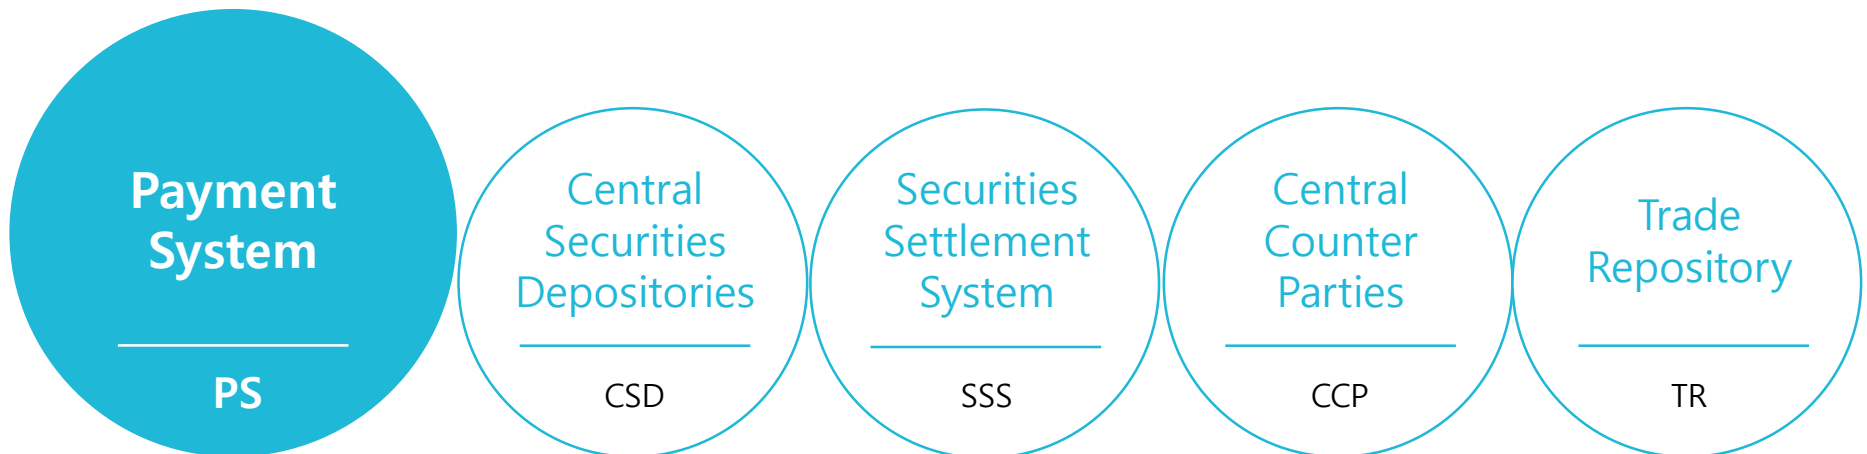 Payment
System
PS
Central
Securities
Depositories
CSD
Securities
Settlement
System
SSS
Central
Counter
Parties
CCP
Trade
Repository
TR